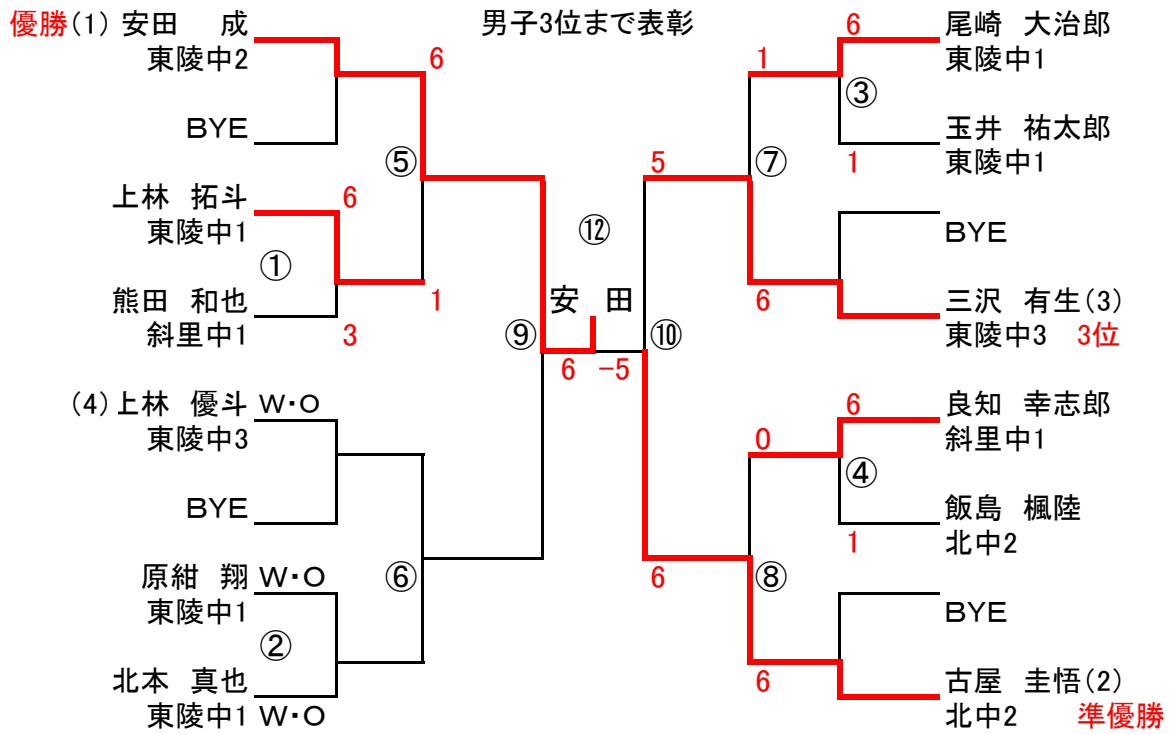 男子3位まで表彰
優勝(1) 安田 成
東陵中2
6
BYE
⑤
上林 拓斗
6
東陵中1
①
熊田 和也
1
斜里中1
3
⑨
(4) 上林 優斗 W・O
東陵中3
BYE
⑥
原紺 翔 W・O
東陵中1
②
北本 真也
東陵中1 W・O
⑫
安 田
6 -5
⑩
尾崎 大治郎
6
東陵中1
1
③
玉井 祐太郎
東陵中1
1
5
⑦
BYE
三沢 有生(3)
6
東陵中3 3位
良知 幸志郎
6
斜里中1
0
④
飯島 楓陸
北中2
1
6
⑧
BYE
古屋 圭悟(2)
6
北中2 準優勝